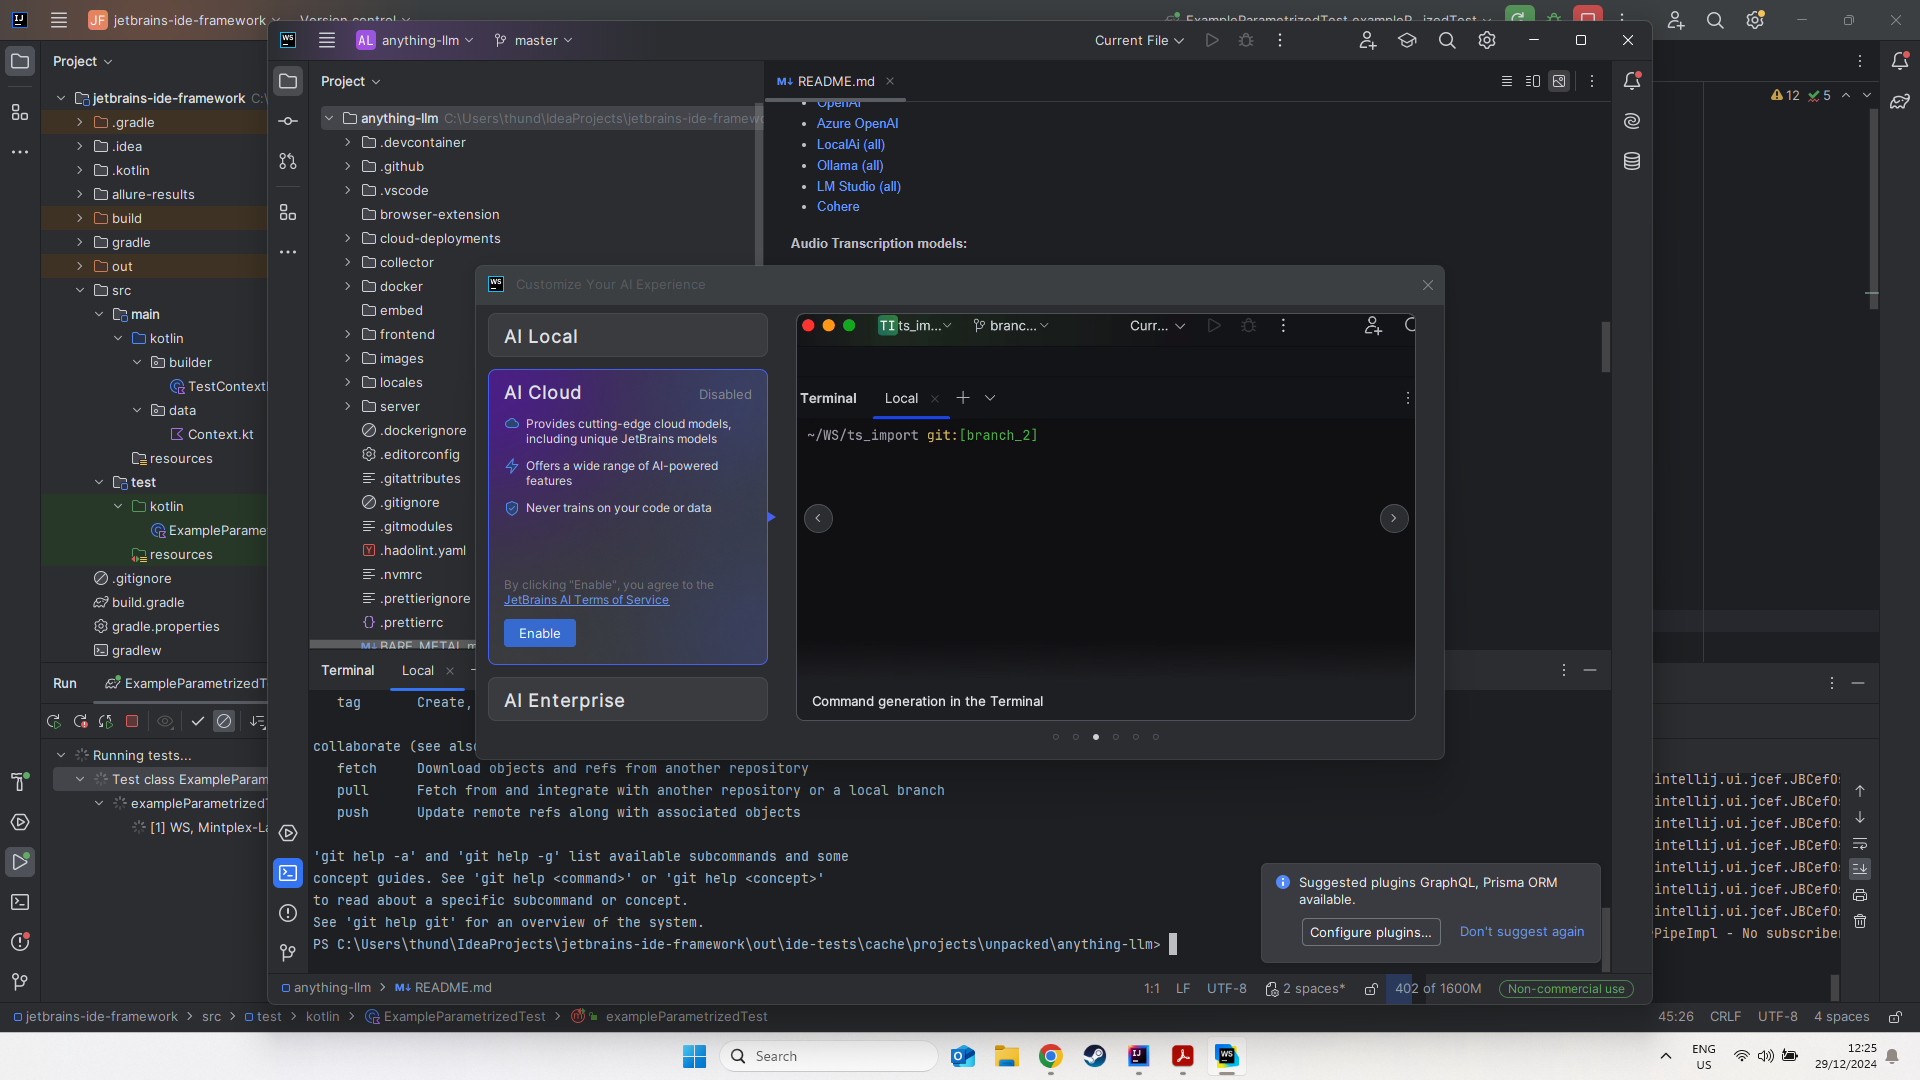 jetbrains-ide-framework
Version control
ExampleParametrizedTest.exampleP...izedTest
Project
jetbrains-ide-framework C:\
.gradle
.idea
.kotlin
allure-results
build
gradle
out
src
main
kotlin
builder
TestContext
data
Context.kt
resources
test
kotlin
ExampleParame
resources
.gitignore
build.gradle
gradle.properties
gradlew
12
5
WS
AL
anything-llm
master
Current File
Project
anything-llm C:\Users\thund\IdeaProjects\jetbrains-ide-framewo
.devcontainer
.github
.vscode
browser-extension
cloud-deployments
collector
docker
embed
frontend
images
locales
server
.dockerignore
.editorconfig
.gitattributes
.gitignore
.gitmodules
.hadolint.yaml
.nvmrc
.prettierignore
.prettierrc
BARE_METAL.m
README.md
OpenAI
Azure OpenAI
LocalAi (all)
Ollama (all)
LM Studio (all)
Cohere
Audio Transcription models:
Customize Your AI Experience
AI Local
AI Cloud
Disabled
Provides cutting-edge cloud models,
including unique JetBrains models
Offers a wide range of AI-powered
features
Never trains on your code or data
By clicking "Enable", you agree to the
JetBrains AI Terms of Service
Enable
AI Enterprise
TI
ts_im...
branc...
Curr...
Terminal
Local
~/WS/ts_import git:[branch_2]
Command generation in the Terminal
Terminal
Local
tag Create,
collaborate (see als
fetch Download objects and refs from another repository
pull Fetch from and integrate with another repository or a local branch
push Update remote refs along with associated objects
'git help -a' and 'git help -g' list available subcommands and some
concept guides. See 'git help <command>' or 'git help <concept>'
to read about a specific subcommand or concept.
See 'git help git' for an overview of the system.
PS C:\Users\thund\IdeaProjects\jetbrains-ide-framework\out\ide-tests\cache\projects\unpacked\anything-llm>
Suggested plugins GraphQL, Prisma ORM
available.
Configure plugins...
Don't suggest again
anything-llm
README.md
1:1
LF
UTF-8
2 spaces*
402 of 1600M
Non-commercial use
Run
ExampleParametrizedT
Running tests...
Test class ExampleParam
exampleParametrizedT
[1] WS, Mintplex-La
intellij.ui.jcef.JBCefOs
intellij.ui.jcef.JBCefOs
intellij.ui.jcef.JBCefOs
intellij.ui.jcef.JBCefOs
intellij.ui.jcef.JBCefOs
intellij.ui.jcef.JBCefOs
intellij.ui.jcef.JBCefOs
PipeImpl - No subscribe
jetbrains-ide-framework
src
test
kotlin
ExampleParametrizedTest
exampleParametrizedTest
45:26
CRLF
UTF-8
4 spaces
Search
ENG
US
12:25
29/12/2024